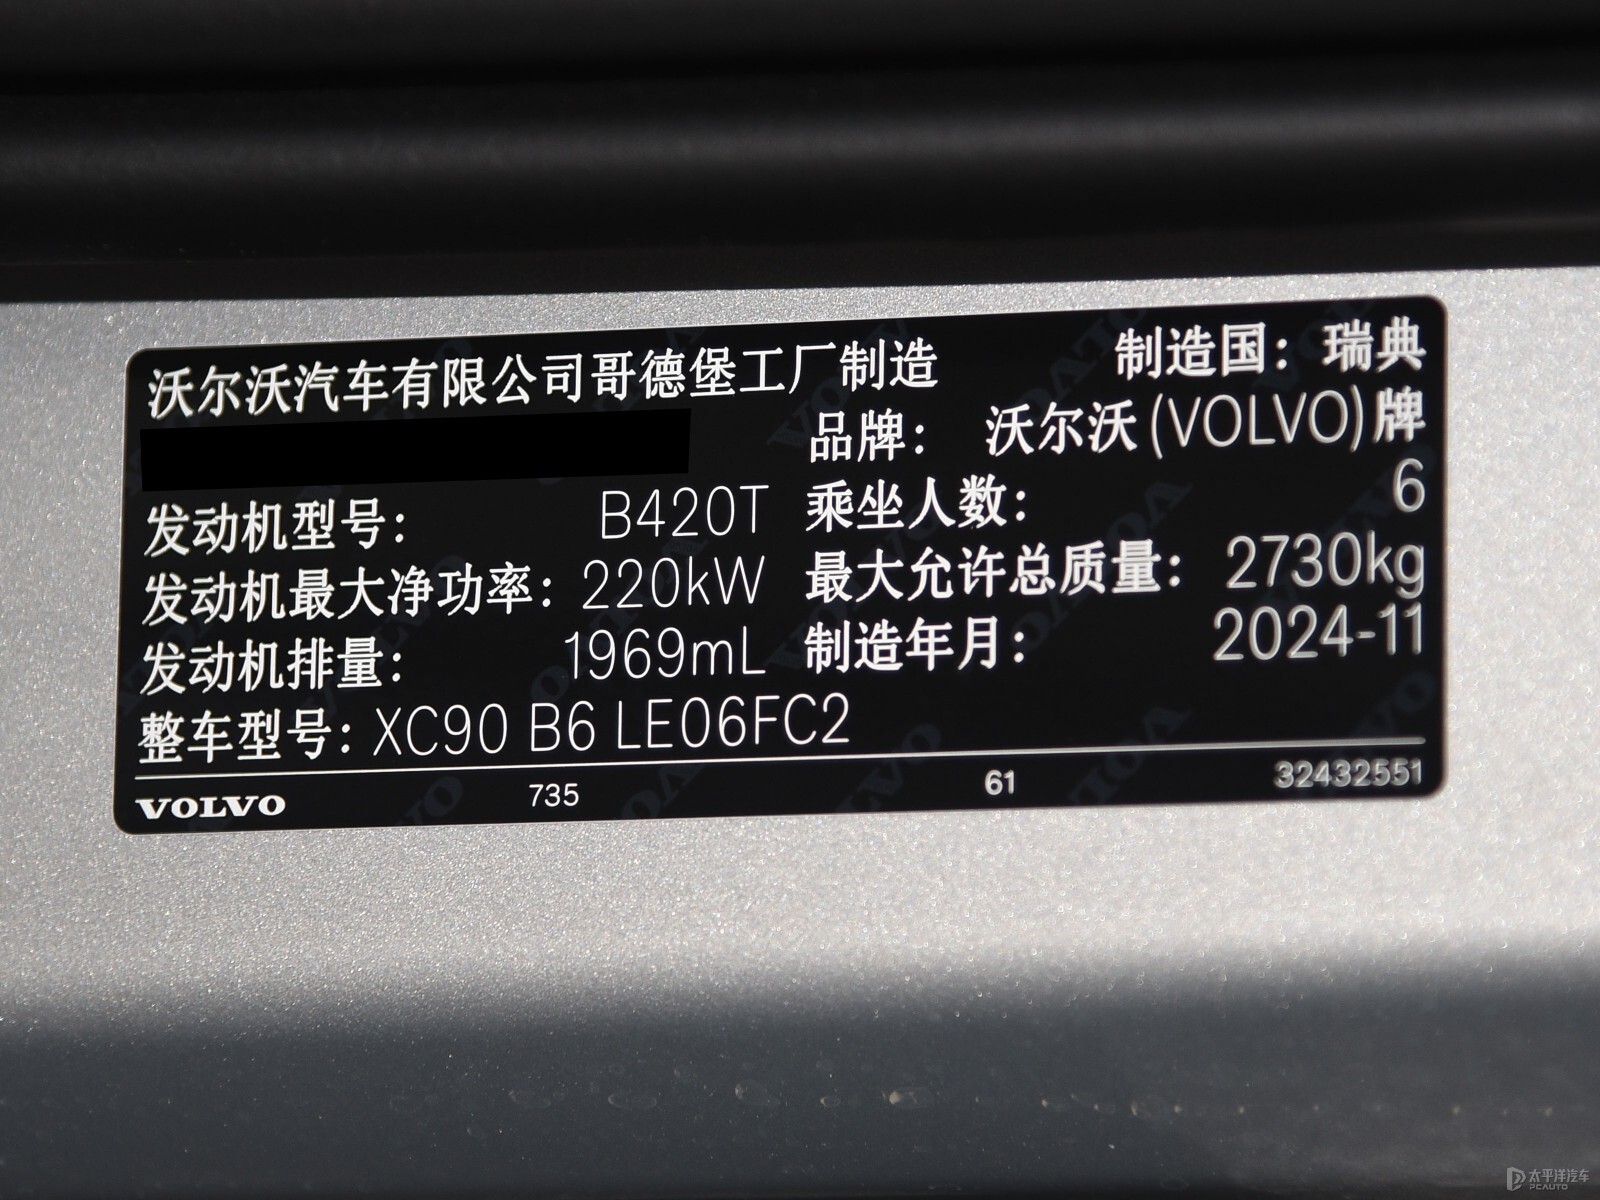 沃尔沃汽车有限公司哥德堡工厂制造 制造国：瑞典
品牌：沃尔沃(VOLVO)牌
发动机型号：B420T 乘坐人数：6
发动机最大净功率：220kW 最大允许总质量：2730kg
发动机排量：1969mL 制造年月：2024-11
整车型号：XC90 B6 LE06FC2
VOLVO 735 61 32432551
太平洋汽车
PCAUTO